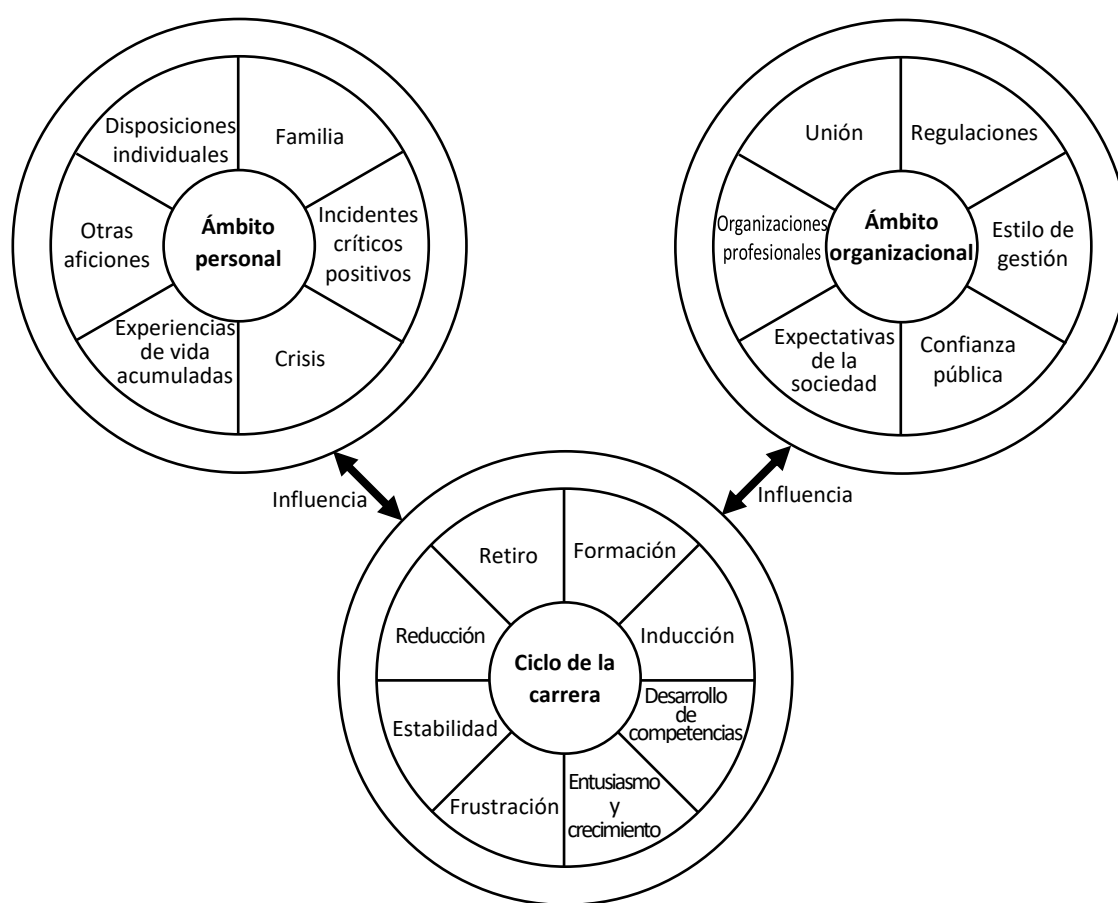 Disposiciones
individuales
Familia
Otras
aficiones
Ámbito
personal
Incidentes
críticos
positivos
Experiencias
de vida
acumuladas
Crisis
Unión
Regulaciones
Organizaciones
profesionales
Ámbito
organizacional
Estilo de
gestión
Expectativas
de la
sociedad
Confianza
pública
Influencia
Influencia
Retiro
Formación
Reducción
Inducción
Ciclo de la
carrera
Estabilidad
Desarrollo
de
competencias
Frustración
Entusiasmo
y
crecimiento